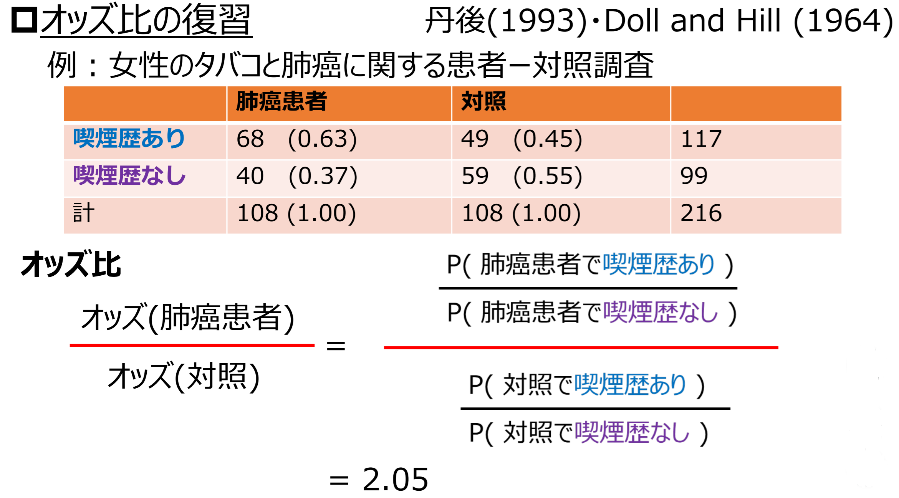 オッズ比の復習 丹後(1993)・Doll and Hill (1964)
例：女性のタバコと肺癌に関する患者－対照調査
肺癌患者 対照
喫煙歴あり 68 (0.63) 49 (0.45) 117
喫煙歴なし 40 (0.37) 59 (0.55) 99
計 108 (1.00) 108 (1.00) 216
オッズ比
オッズ(肺癌患者)
オッズ(対照)
=
P( 肺癌患者で喫煙歴あり )
P( 肺癌患者で喫煙歴なし )
P( 対照で喫煙歴あり )
P( 対照で喫煙歴なし )
= 2.05